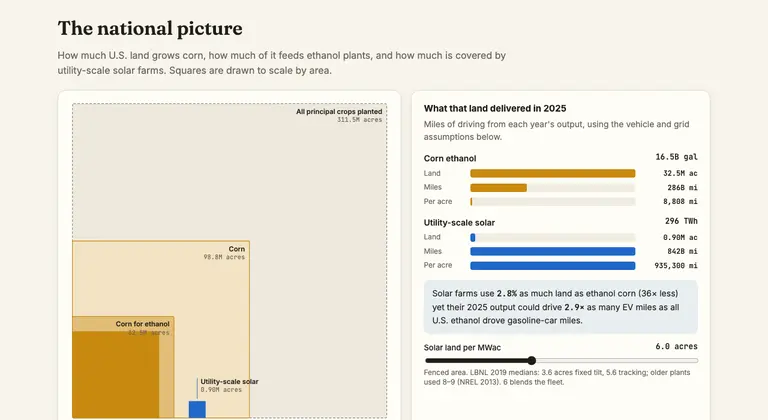 The national picture
How much U.S. land grows corn, how much of it feeds ethanol plants, and how much is covered by
utility-scale solar farms. Squares are drawn to scale by area.
All principal crops planted
311.5M acres
Corn
98.8M acres
Corn for ethanol
32.5M acres
Utility-scale solar
0.90M acres
What that land delivered in 2025
Miles of driving from each year's output, using the vehicle and grid
assumptions below.
Corn ethanol 16.5B gal
Land 32.5M ac
Miles 286B mi
Per acre 8,808 mi
Utility-scale solar 296 TWh
Land 0.90M ac
Miles 842B mi
Per acre 935,300 mi
Solar farms use 2.8% as much land as ethanol corn (36× less)
yet their 2025 output could drive 2.9× as many EV miles as all
U.S. ethanol drove gasoline-car miles.
Solar land per MWac 6.0 acres
Fenced area. LBNL 2019 medians: 3.6 acres fixed tilt, 5.6 tracking; older plants
used 8–9 (NREL 2013). 6 blends the fleet.